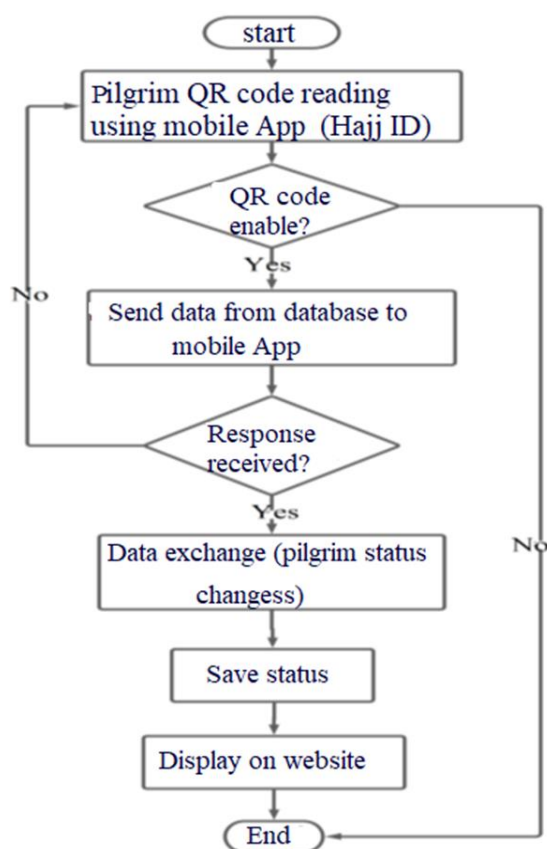 start
Pilgrim QR code reading
using mobile App (Hajj ID)
QR code
enable?
Yes
No
Send data from database to
mobile App
Response
received?
Yes
No
Data exchange (pilgrim status
changess)
Save status
Display on website
End